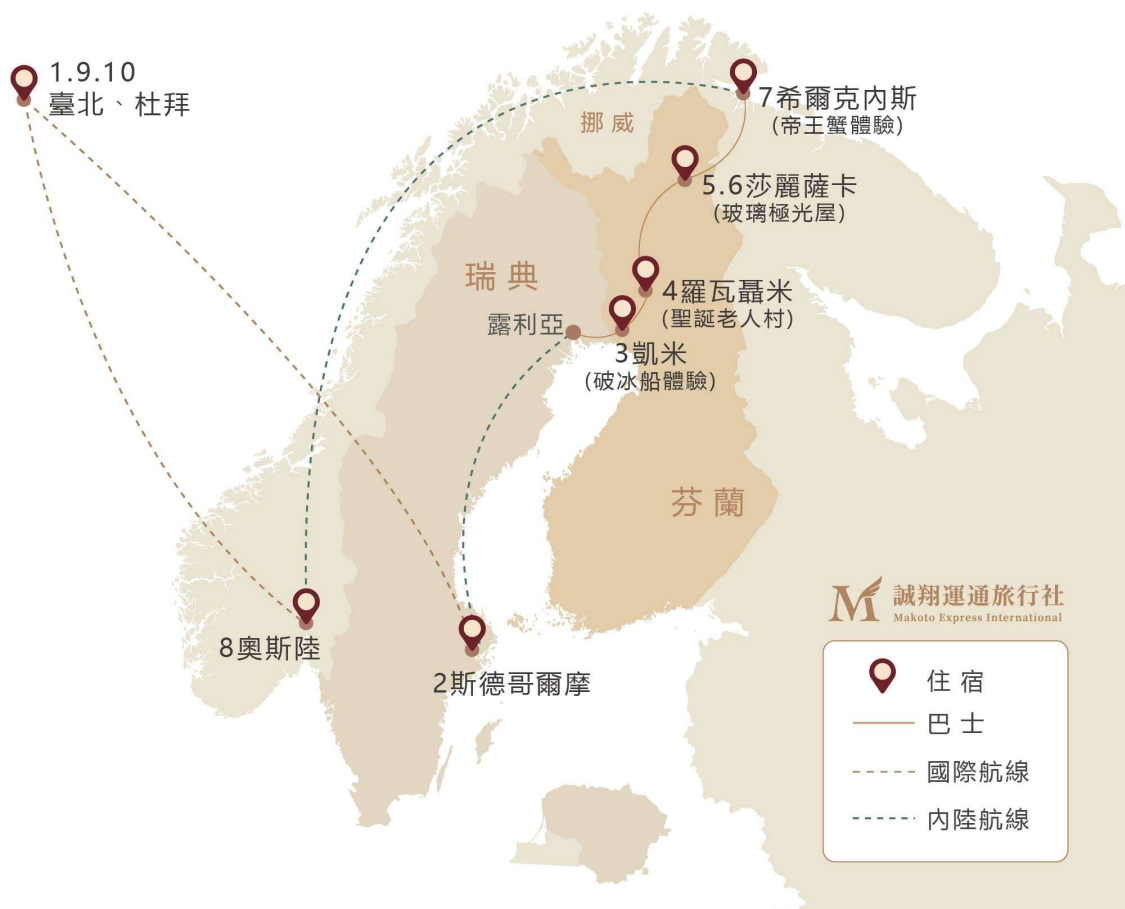 1.9.10
臺北、杜拜
7希爾克內斯
(帝王蟹體驗)
挪威
5.6莎麗薩卡
(玻璃極光屋)
瑞典
4羅瓦聶米
(聖誕老人村)
露利亞
3凱米
(破冰船體驗)
芬蘭
8奧斯陸
2斯德哥爾摩
M 誠翔運通旅行社
Makoto Express International
住宿
巴士
國際航線
內陸航線